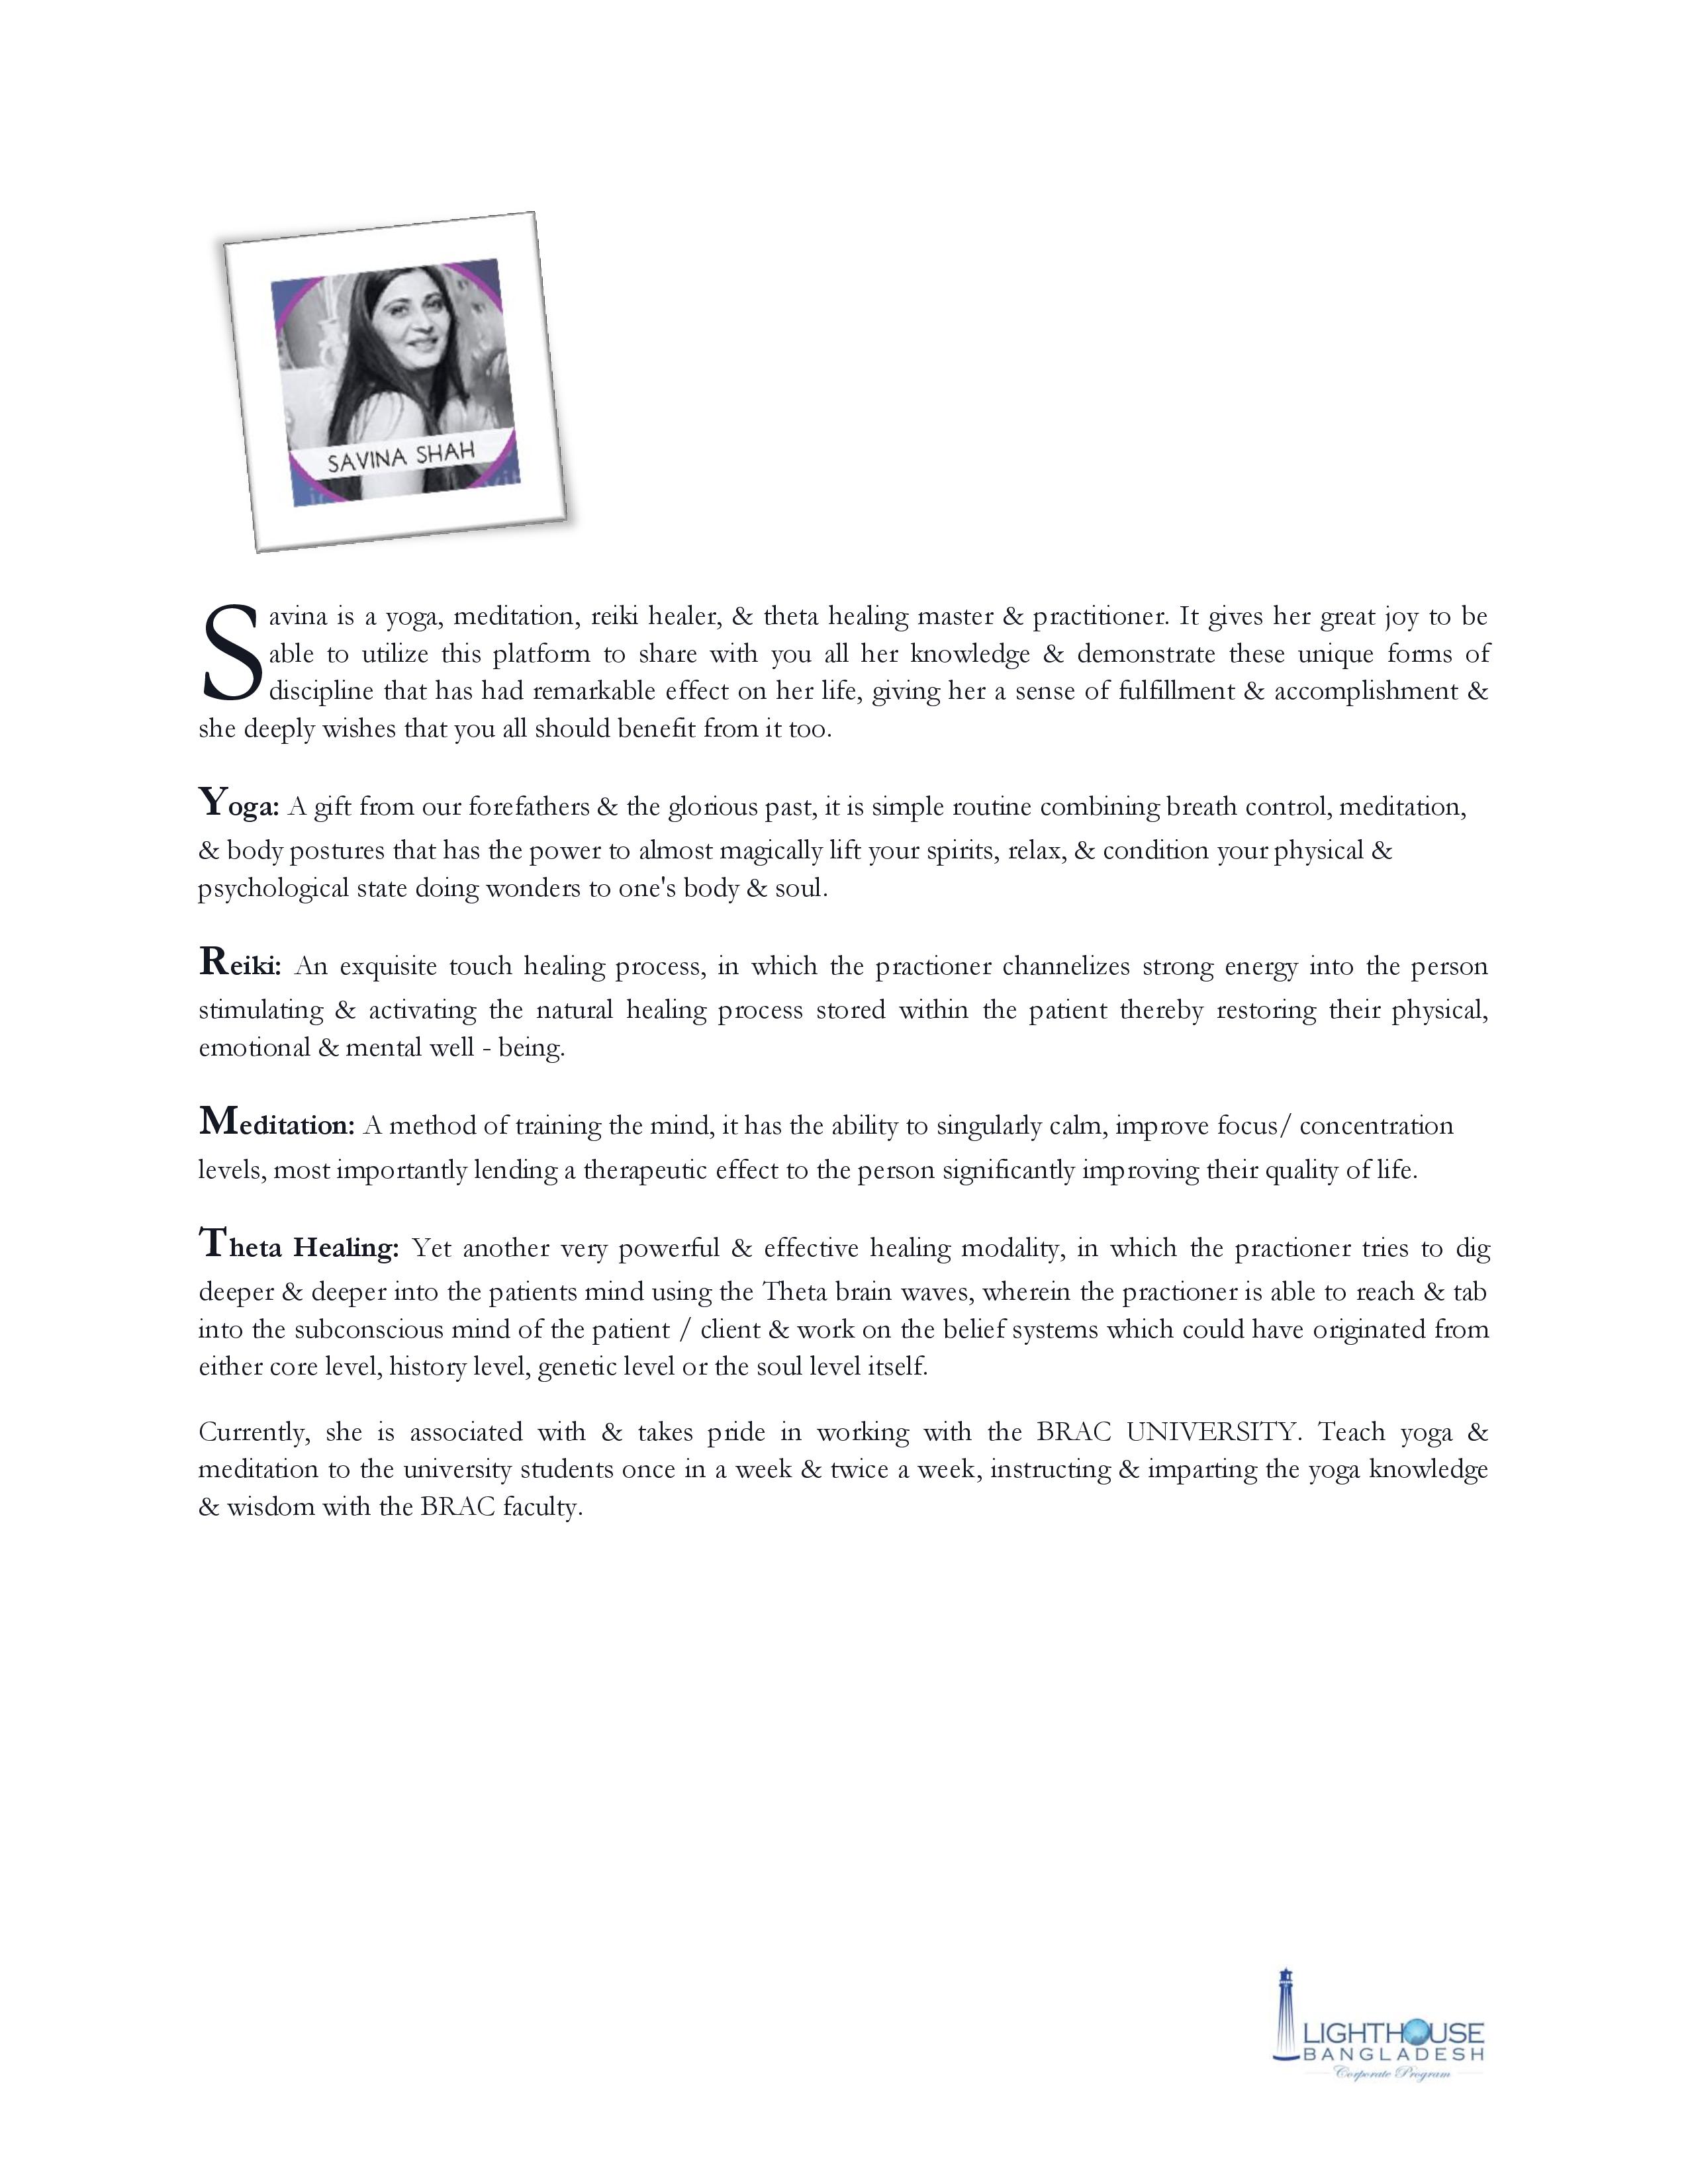 SAVINA SHAH
Savina is a yoga, meditation, reiki healer, & theta healing master & practitioner. It gives her great joy to be
able to utilize this platform to share with you all her knowledge & demonstrate these unique forms of
discipline that has had remarkable effect on her life, giving her a sense of fulfillment & accomplishment &
she deeply wishes that you all should benefit from it too.
Yoga: A gift from our forefathers & the glorious past, it is simple routine combining breath control, meditation,
& body postures that has the power to almost magically lift your spirits, relax, & condition your physical &
psychological state doing wonders to one's body & soul.
Reiki: An exquisite touch healing process, in which the practioner channelizes strong energy into the person
stimulating & activating the natural healing process stored within the patient thereby restoring their physical,
emotional & mental well - being.
Meditation: A method of training the mind, it has the ability to singularly calm, improve focus/ concentration
levels, most importantly lending a therapeutic effect to the person significantly improving their quality of life.
Theta Healing: Yet another very powerful & effective healing modality, in which the practioner tries to dig
deeper & deeper into the patients mind using the Theta brain waves, wherein the practioner is able to reach & tab
into the subconscious mind of the patient / client & work on the belief systems which could have originated from
either core level, history level, genetic level or the soul level itself.
Currently, she is associated with & takes pride in working with the BRAC UNIVERSITY. Teach yoga &
meditation to the university students once in a week & twice a week, instructing & imparting the yoga knowledge
& wisdom with the BRAC faculty.
LIGHTHOUSE
BANGLADESH
Corporate Program